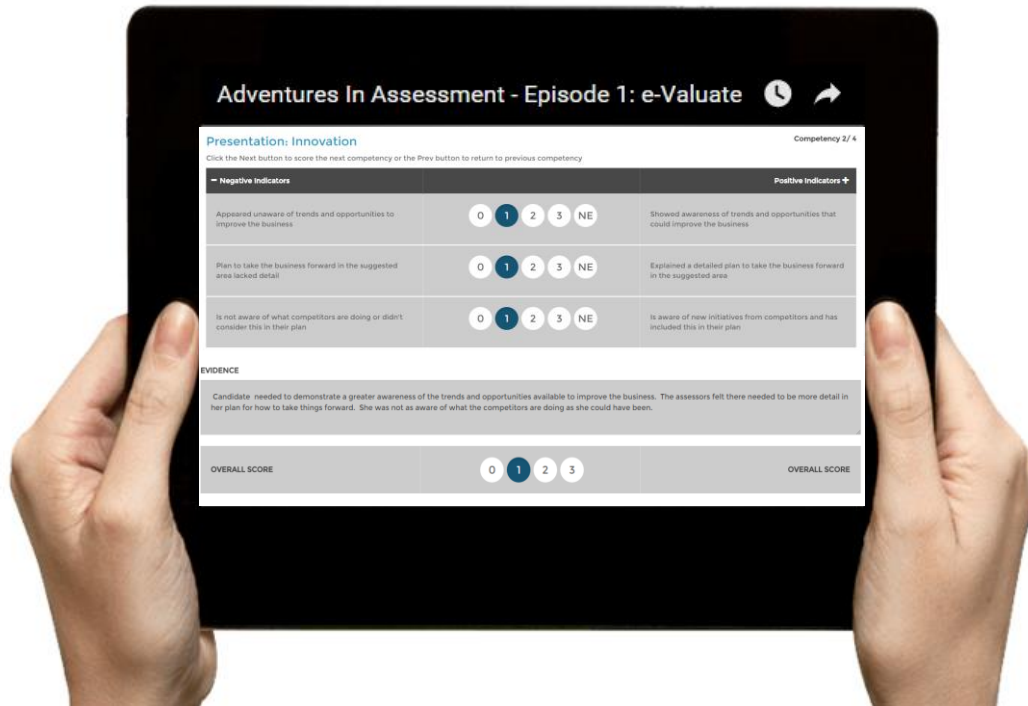 Adventures In Assessment - Episode 1: e-Valuate
Presentation: Innovation
Competency 2/ 4
Click the Next button to score the next competency or the Prev button to return to previous competency
− Negative Indicators
Positive Indicators +
Appeared unaware of trends and opportunities to
improve the business
0 1 2 3 NE
Showed awareness of trends and opportunities that
could improve the business
Plan to take the business forward in the suggested
area lacked detail
0 1 2 3 NE
Explained a detailed plan to take the business forward
in the suggested area
Is not aware of what competitors are doing or didn't
consider this in their plan
0 1 2 3 NE
Is aware of new initiatives from competitors and has
included this in their plan
EVIDENCE
Candidate needed to demonstrate a greater awareness of the trends and opportunities available to improve the business. The assessors felt there needed to be more detail in
her plan for how to take things forward. She was not as aware of what the competitors are doing as she could have been.
OVERALL SCORE
0 1 2 3
OVERALL SCORE